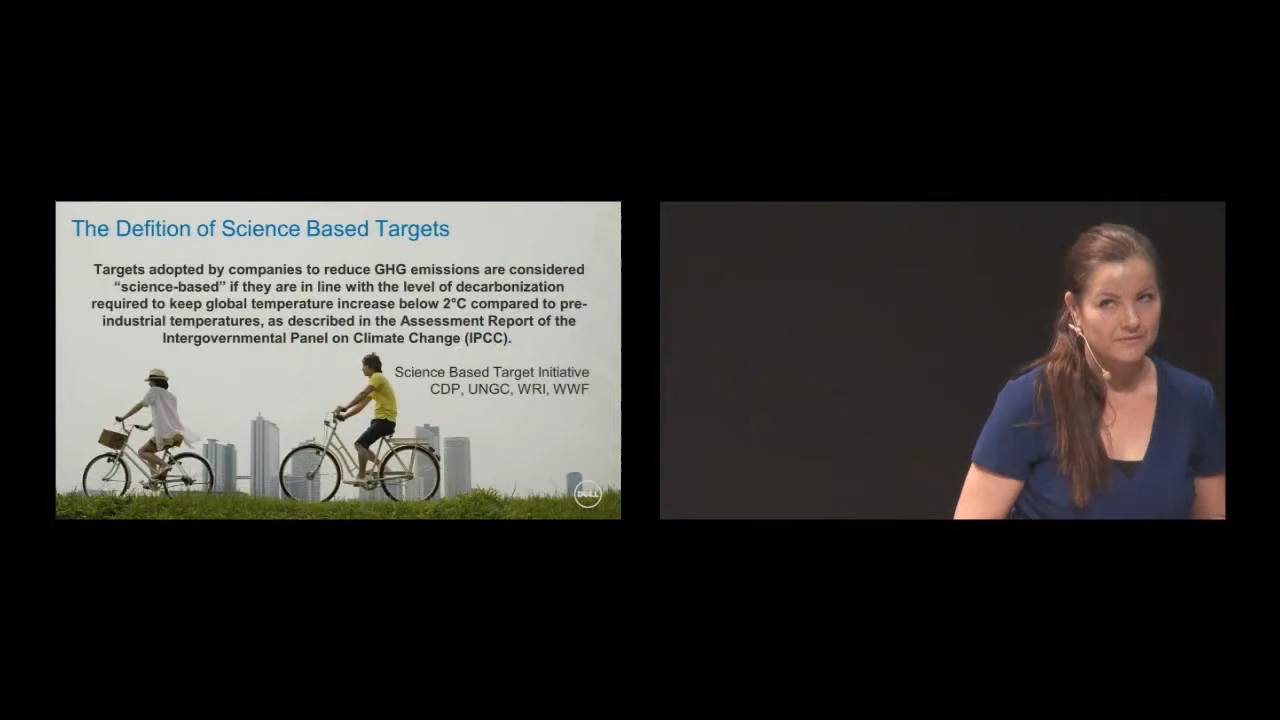 The Defition of Science Based Targets
Targets adopted by companies to reduce GHG emissions are considered
“science-based” if they are in line with the level of decarbonization
required to keep global temperature increase below 2°C compared to pre-
industrial temperatures, as described in the Assessment Report of the
Intergovernmental Panel on Climate Change (IPCC).
Science Based Target Initiative
CDP, UNGC, WRI, WWF
DELL